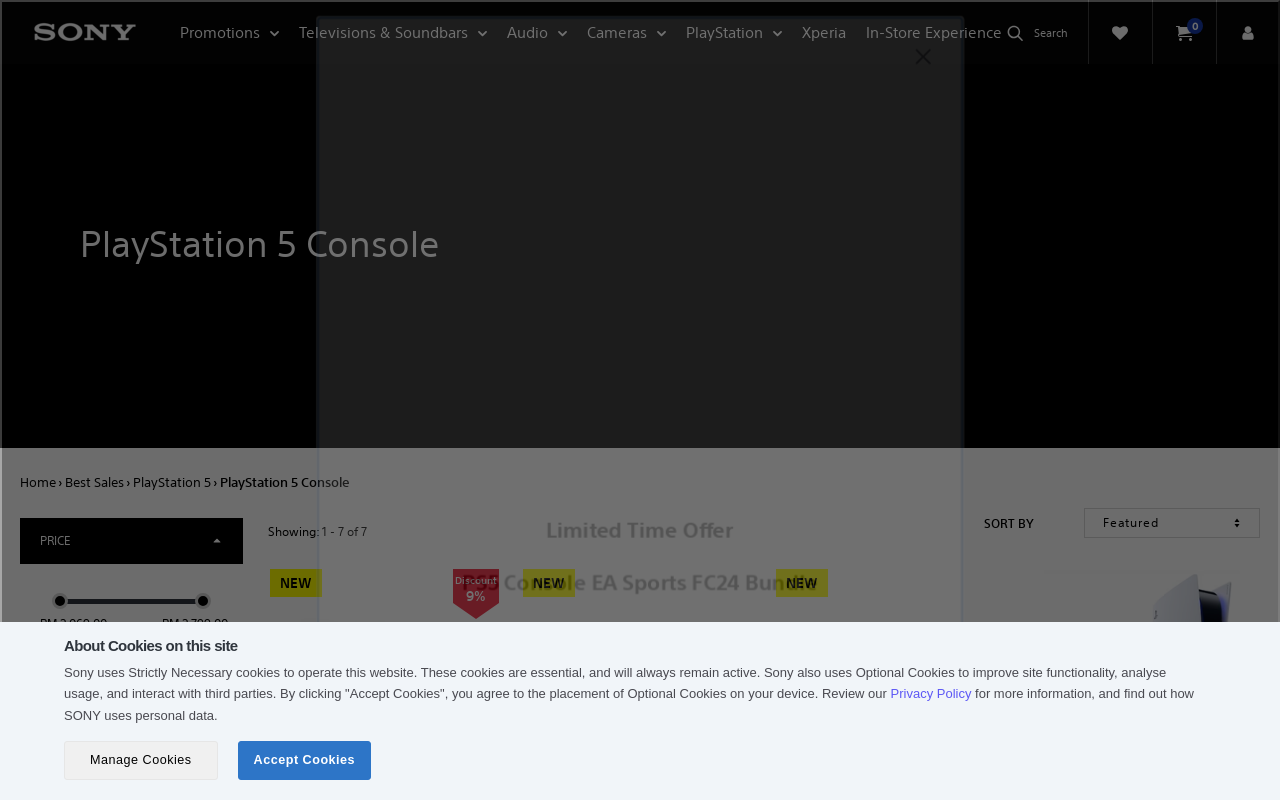 SONY
Promotions
Televisions & Soundbars
Audio
Cameras
PlayStation
Xperia
In-Store Experience
Search
0
PlayStation 5 Console
Home › Best Sales › PlayStation 5 › PlayStation 5 Console
PRICE
Showing: 1 - 7 of 7
Limited Time Offer
SORT BY
Featured
NEW
Discount
9%
NEW
PS5 Console EA Sports FC24 Bundle
NEW
About Cookies on this site
Sony uses Strictly Necessary cookies to operate this website. These cookies are essential, and will always remain active. Sony also uses Optional Cookies to improve site functionality, analyse
usage, and interact with third parties. By clicking "Accept Cookies", you agree to the placement of Optional Cookies on your device. Review our Privacy Policy for more information, and find out how
SONY uses personal data.
Manage Cookies
Accept Cookies